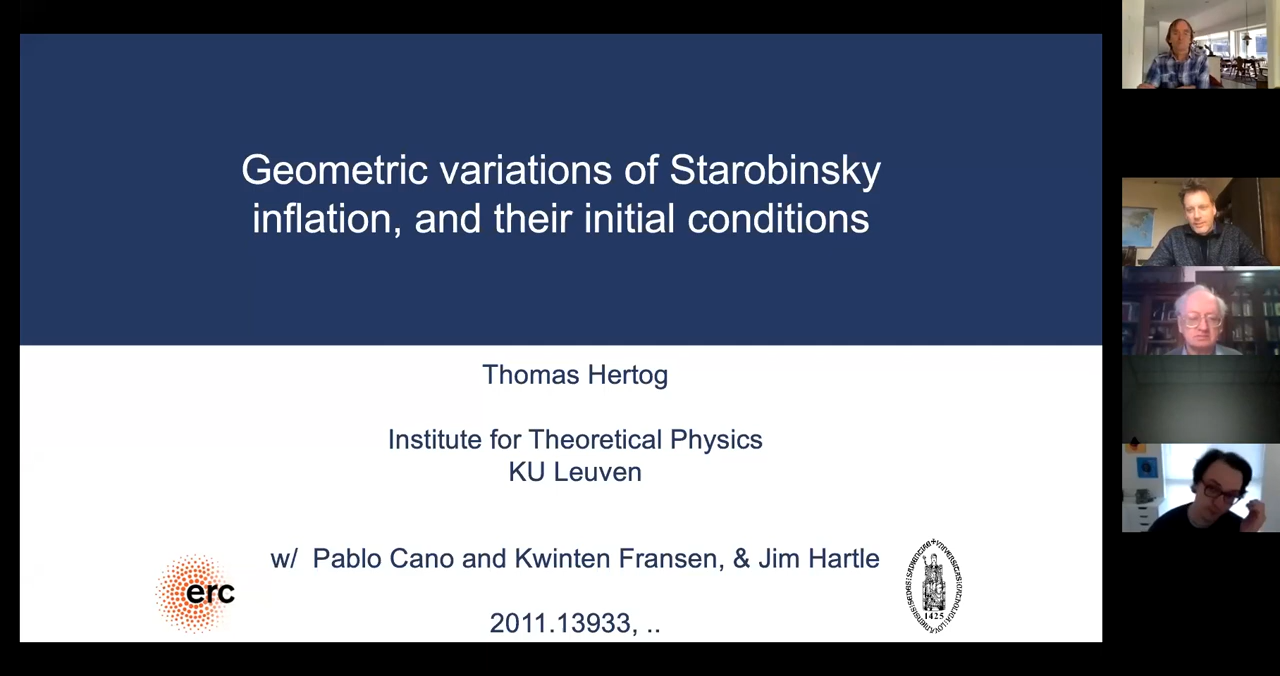 Geometric variations of Starobinsky
inflation, and their initial conditions
Thomas Hertog
Institute for Theoretical Physics
KU Leuven
w/ Pablo Cano and Kwinten Fransen, & Jim Hartle
erc
1425
2011.13933, ..